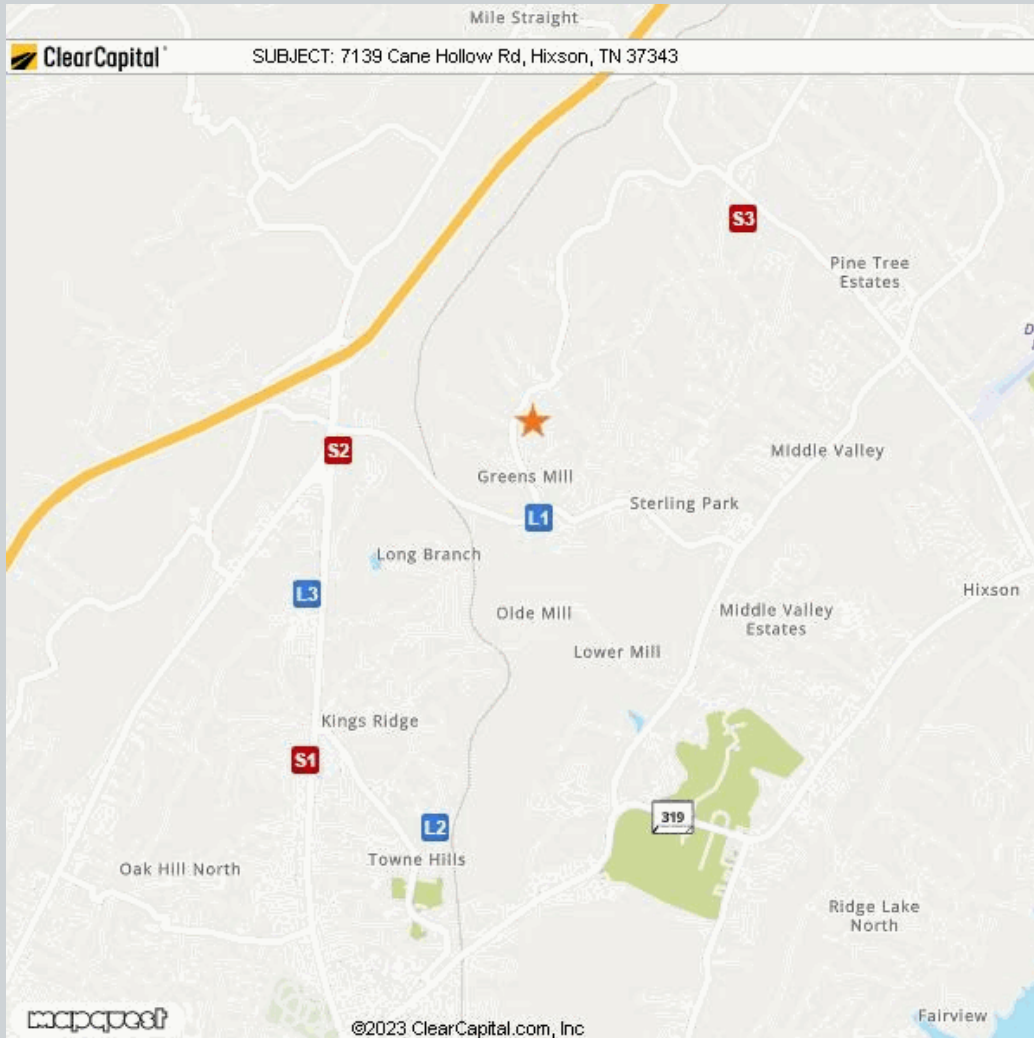 Mile Straight
ClearCapital
SUBJECT: 7139 Cane Hollow Rd, Hixson, TN 37343
S3
Pine Tree
Estates
S2
Middle Valley
Greens Mill
Sterling Park
L1
Long Branch
L3
Hixson
Olde Mill
Middle Valley
Estates
Lower Mill
Kings Ridge
S1
319
L2
Towne Hills
Oak Hill North
Ridge Lake
North
Fairview
mapquest
©2023 ClearCapital.com, Inc